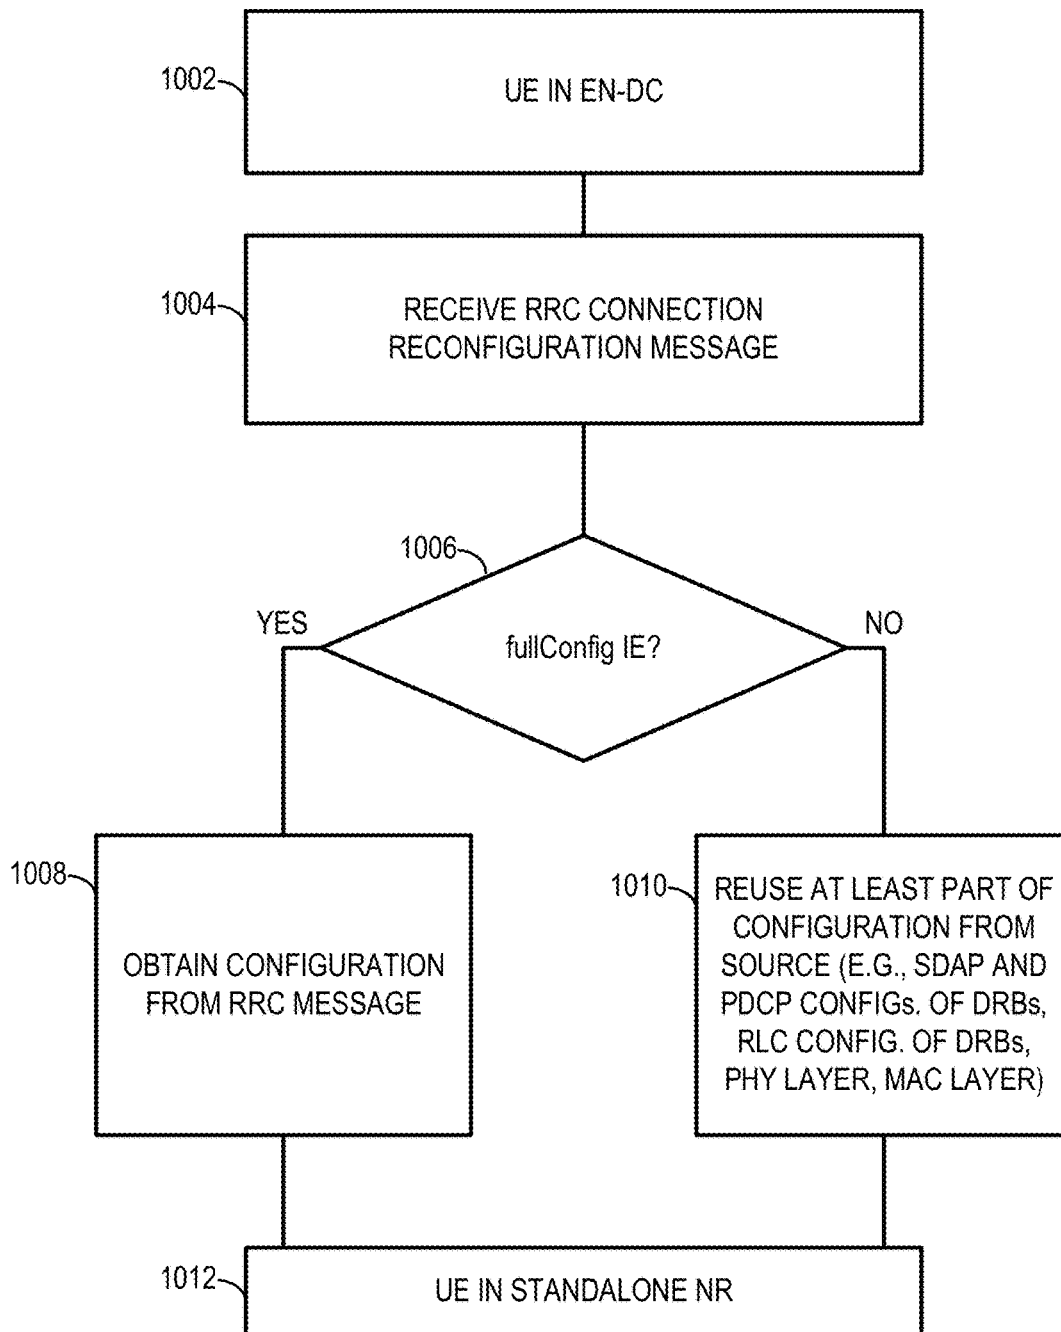 1002
UE IN EN-DC
1004
RECEIVE RRC CONNECTION
RECONFIGURATION MESSAGE
1006
YES
fullConfig IE?
NO
1008
OBTAIN CONFIGURATION
FROM RRC MESSAGE
1010
REUSE AT LEAST PART OF
CONFIGURATION FROM
SOURCE (E.G., SDAP AND
PDCP CONFIGs. OF DRBs,
RLC CONFIG. OF DRBs,
PHY LAYER, MAC LAYER)
1012
UE IN STANDALONE NR